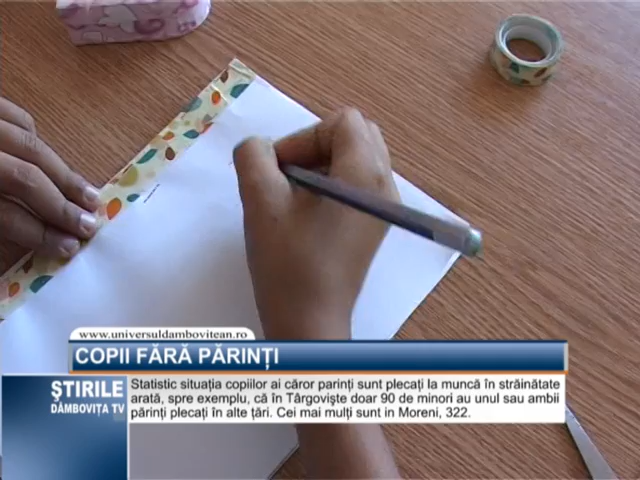 www.universuldambovitean.ro
COPII FĂRĂ PĂRINȚI
ȘTIRILE
DÂMBOVIȚA TV
Statistic situația copiilor ai căror parinți sunt plecați la muncă în străinătate
arată, spre exemplu, că în Târgoviște doar 90 de minori au unul sau ambii
părinți plecați în alte țări. Cei mai mulți sunt in Moreni, 322.